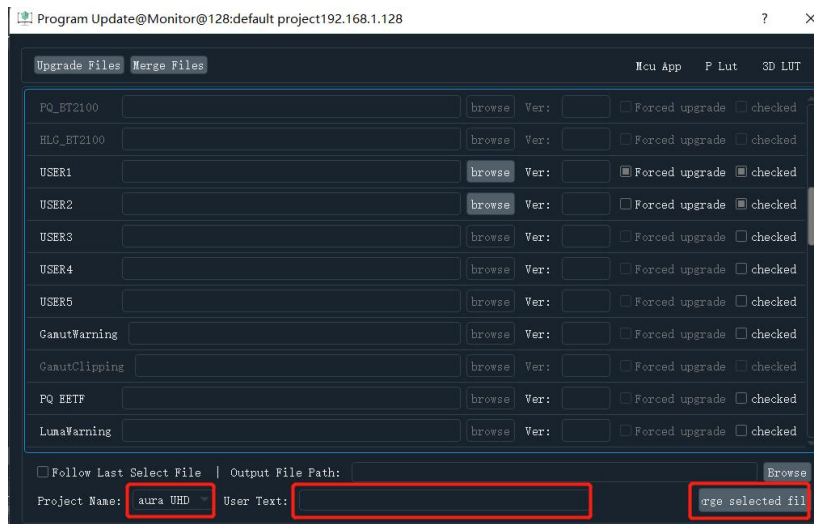 Program Update@Monitor@128:default project192.168.1.128 ? X
Upgrade Files Merge Files Mcu App P Lut 3D LUT
PQ_BT2100 browse Ver: Forced upgrade checked
HLG_BT2100 browse Ver: Forced upgrade checked
USER1 browse Ver: Forced upgrade checked
USER2 browse Ver: Forced upgrade checked
USER3 browse Ver: Forced upgrade checked
USER4 browse Ver: Forced upgrade checked
USER5 browse Ver: Forced upgrade checked
GamutWarning browse Ver: Forced upgrade checked
GamutClipping browse Ver: Forced upgrade checked
PQ EETF browse Ver: Forced upgrade checked
LumaWarning browse Ver: Forced upgrade checked
Follow Last Select File | Output File Path: Browse
Project Name: aura UHD User Text: rge selected fil